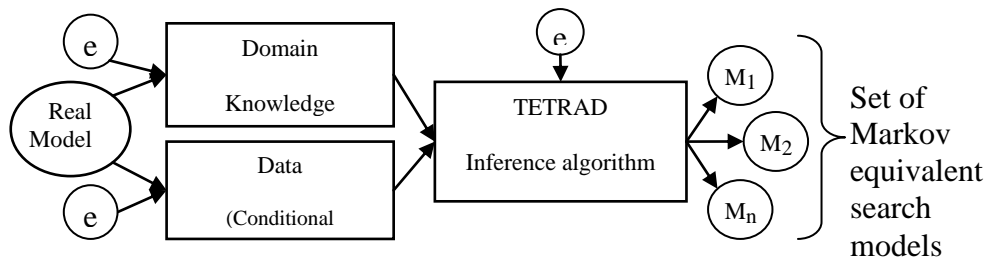 e
Domain
Knowledge
Real
Model
Data
(Conditional
e
e
TETRAD
Inference algorithm
M1
M2
Mn
Set of
Markov
equivalent
search
models